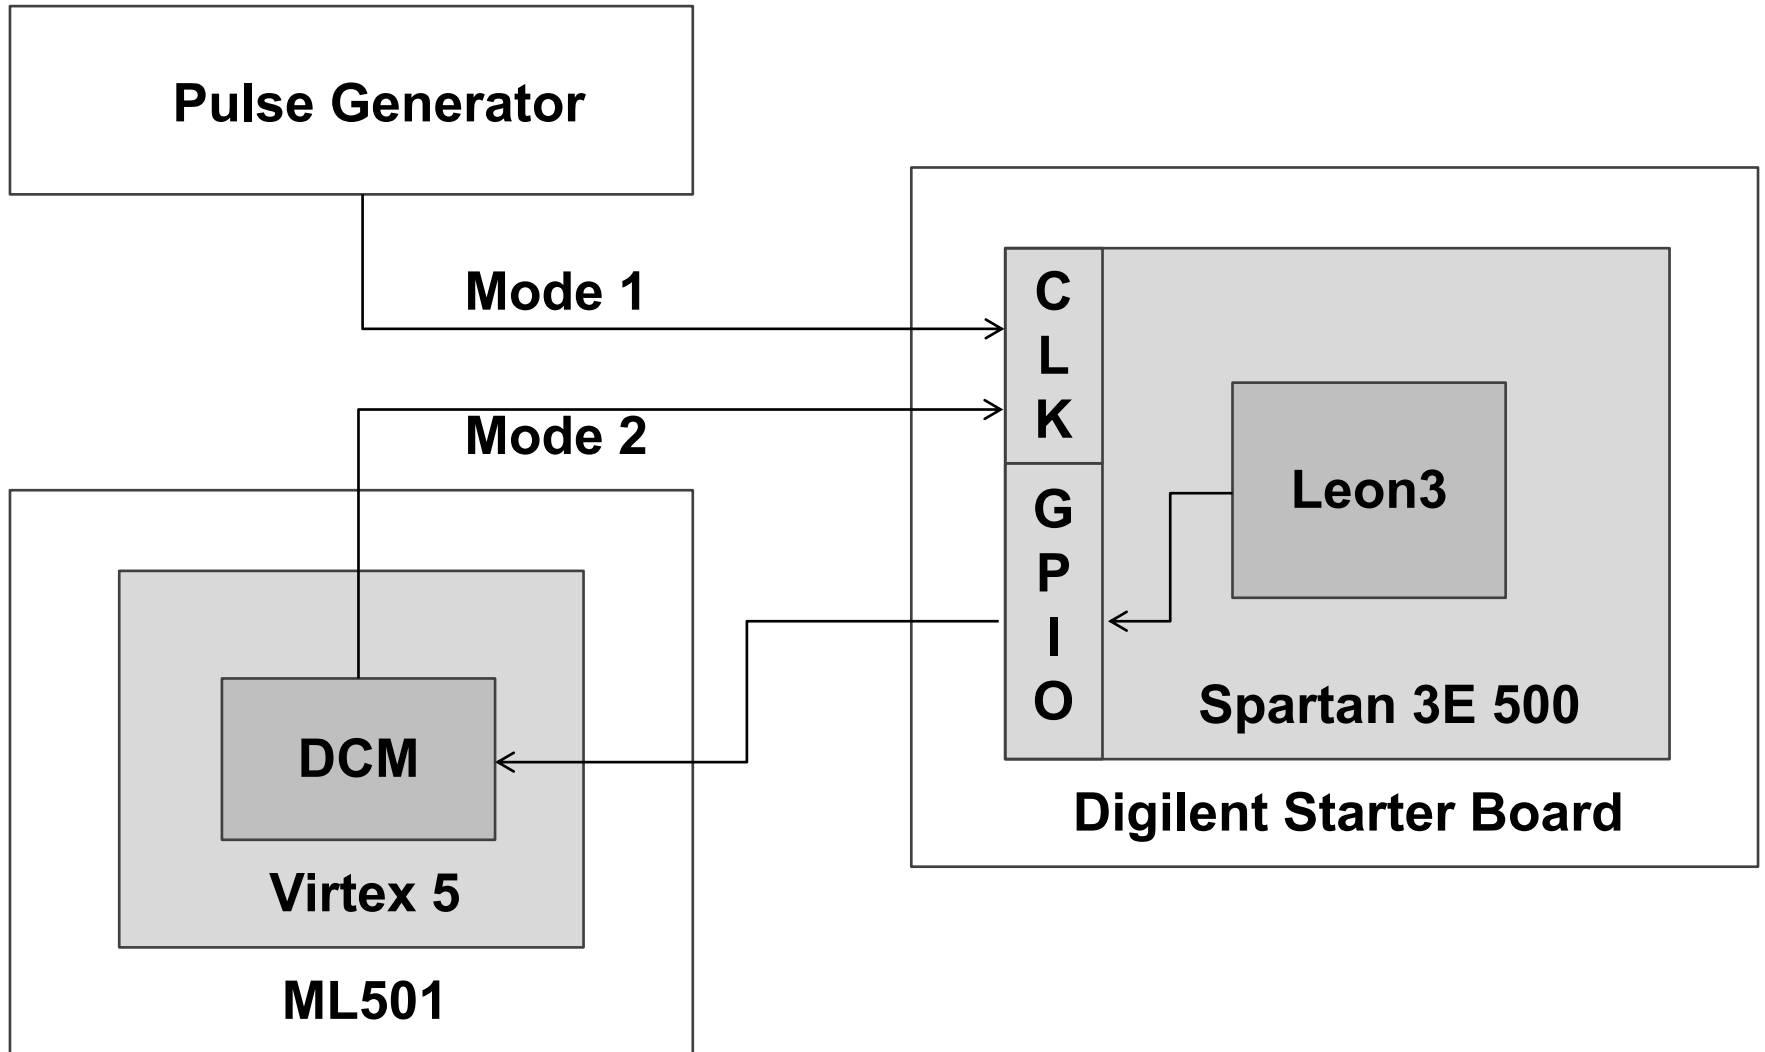 Pulse Generator
Mode 1
Mode 2
C
L
K
G
P
I
O
Leon3
Spartan 3E 500
Digilent Starter Board
DCM
Virtex 5
ML501